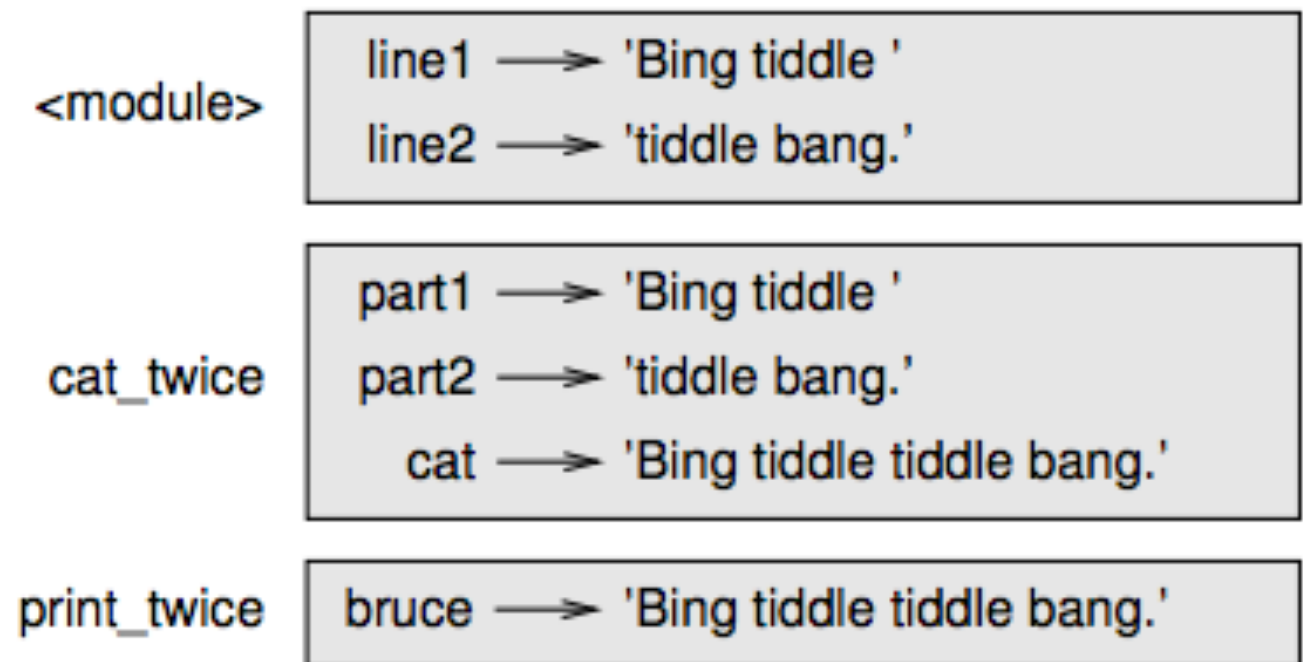 <module>
line1 → 'Bing tiddle '
line2 → 'tiddle bang.'
cat_twice
part1 → 'Bing tiddle '
part2 → 'tiddle bang.'
cat → 'Bing tiddle tiddle bang.'
print_twice
bruce → 'Bing tiddle tiddle bang.'